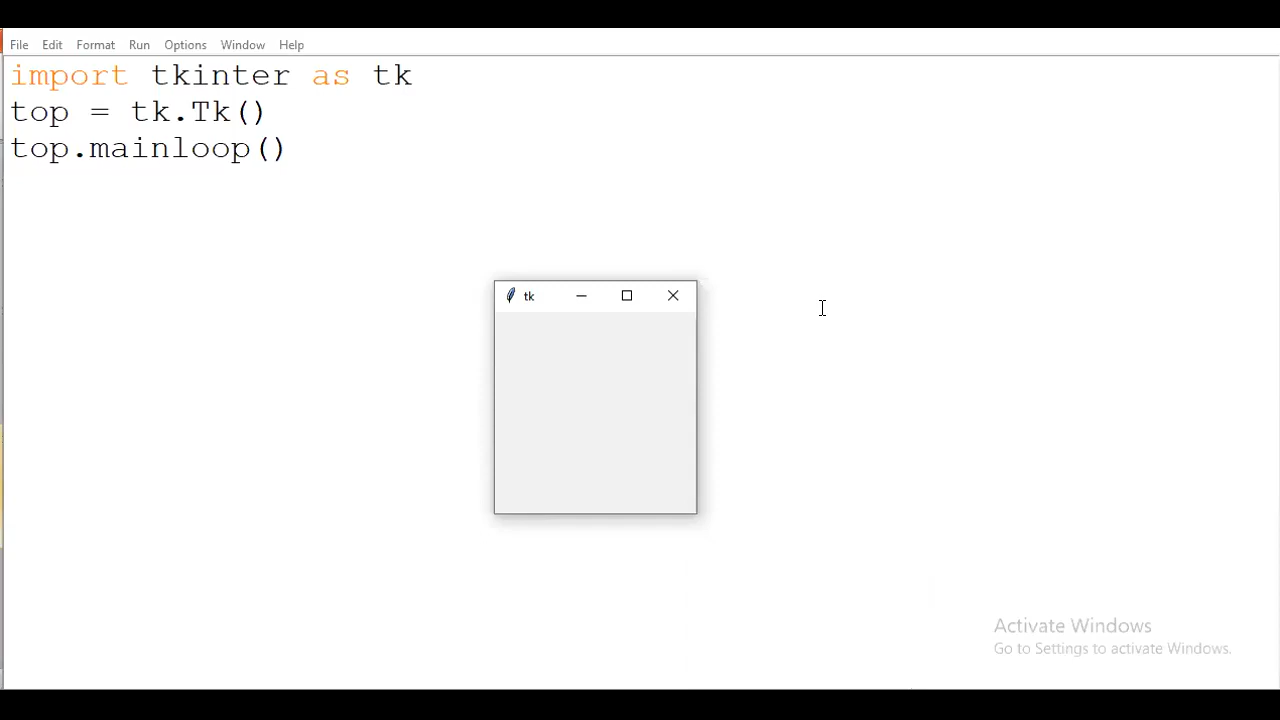 File Edit Format Run Options Window Help
import tkinter as tk
top = tk.Tk()
top.mainloop()
tk
Activate Windows
Go to Settings to activate Windows.